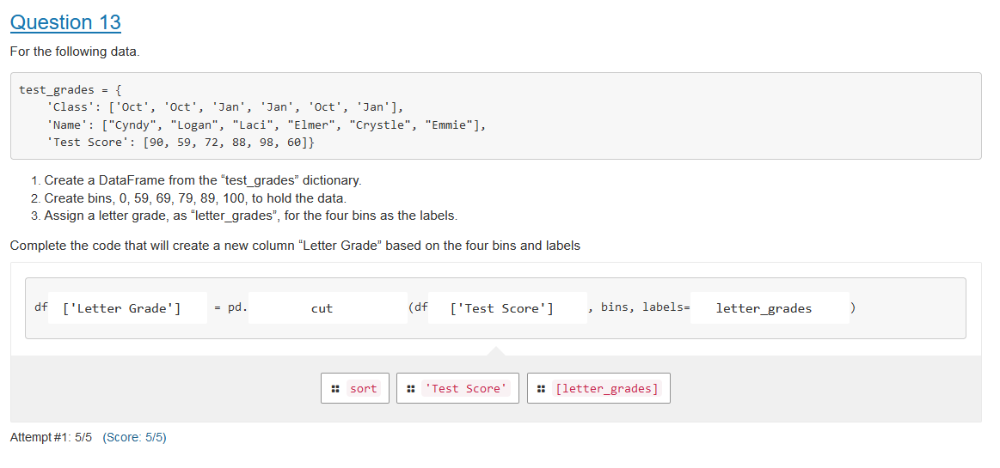 Question 13
For the following data.
test_grades = {
    'Class': ['Oct', 'Oct', 'Jan', 'Jan', 'Oct', 'Jan'],
    'Name': ["Cyndy", "Logan", "Laci", "Elmer", "Crystle", "Emmie"],
    'Test Score': [90, 59, 72, 88, 98, 60]}
1. Create a DataFrame from the “test_grades” dictionary.
2. Create bins, 0, 59, 69, 79, 89, 100, to hold the data.
3. Assign a letter grade, as “letter_grades”, for the four bins as the labels.
Complete the code that will create a new column “Letter Grade” based on the four bins and labels
df ['Letter Grade'] = pd. cut (df ['Test Score'] , bins, labels= letter_grades )
sort 'Test Score' [letter_grades]
Attempt #1: 5/5 (Score: 5/5)